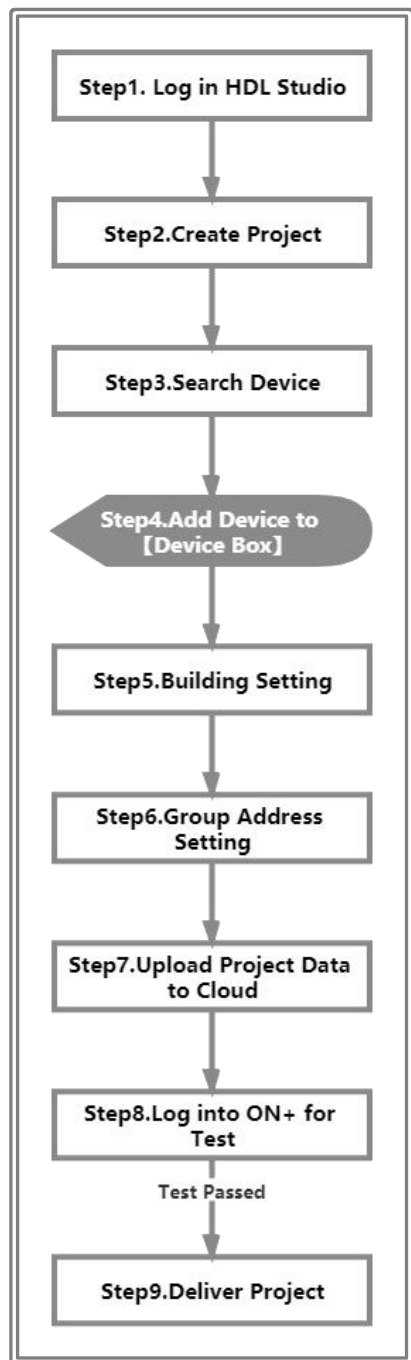 Step1. Log in HDL Studio
Step2.Create Project
Step3.Search Device
Step4.Add Device to
【Device Box】
Step5.Building Setting
Step6.Group Address
Setting
Step7.Upload Project Data
to Cloud
Step8.Log into ON+ for
Test
Test Passed
Step9.Deliver Project